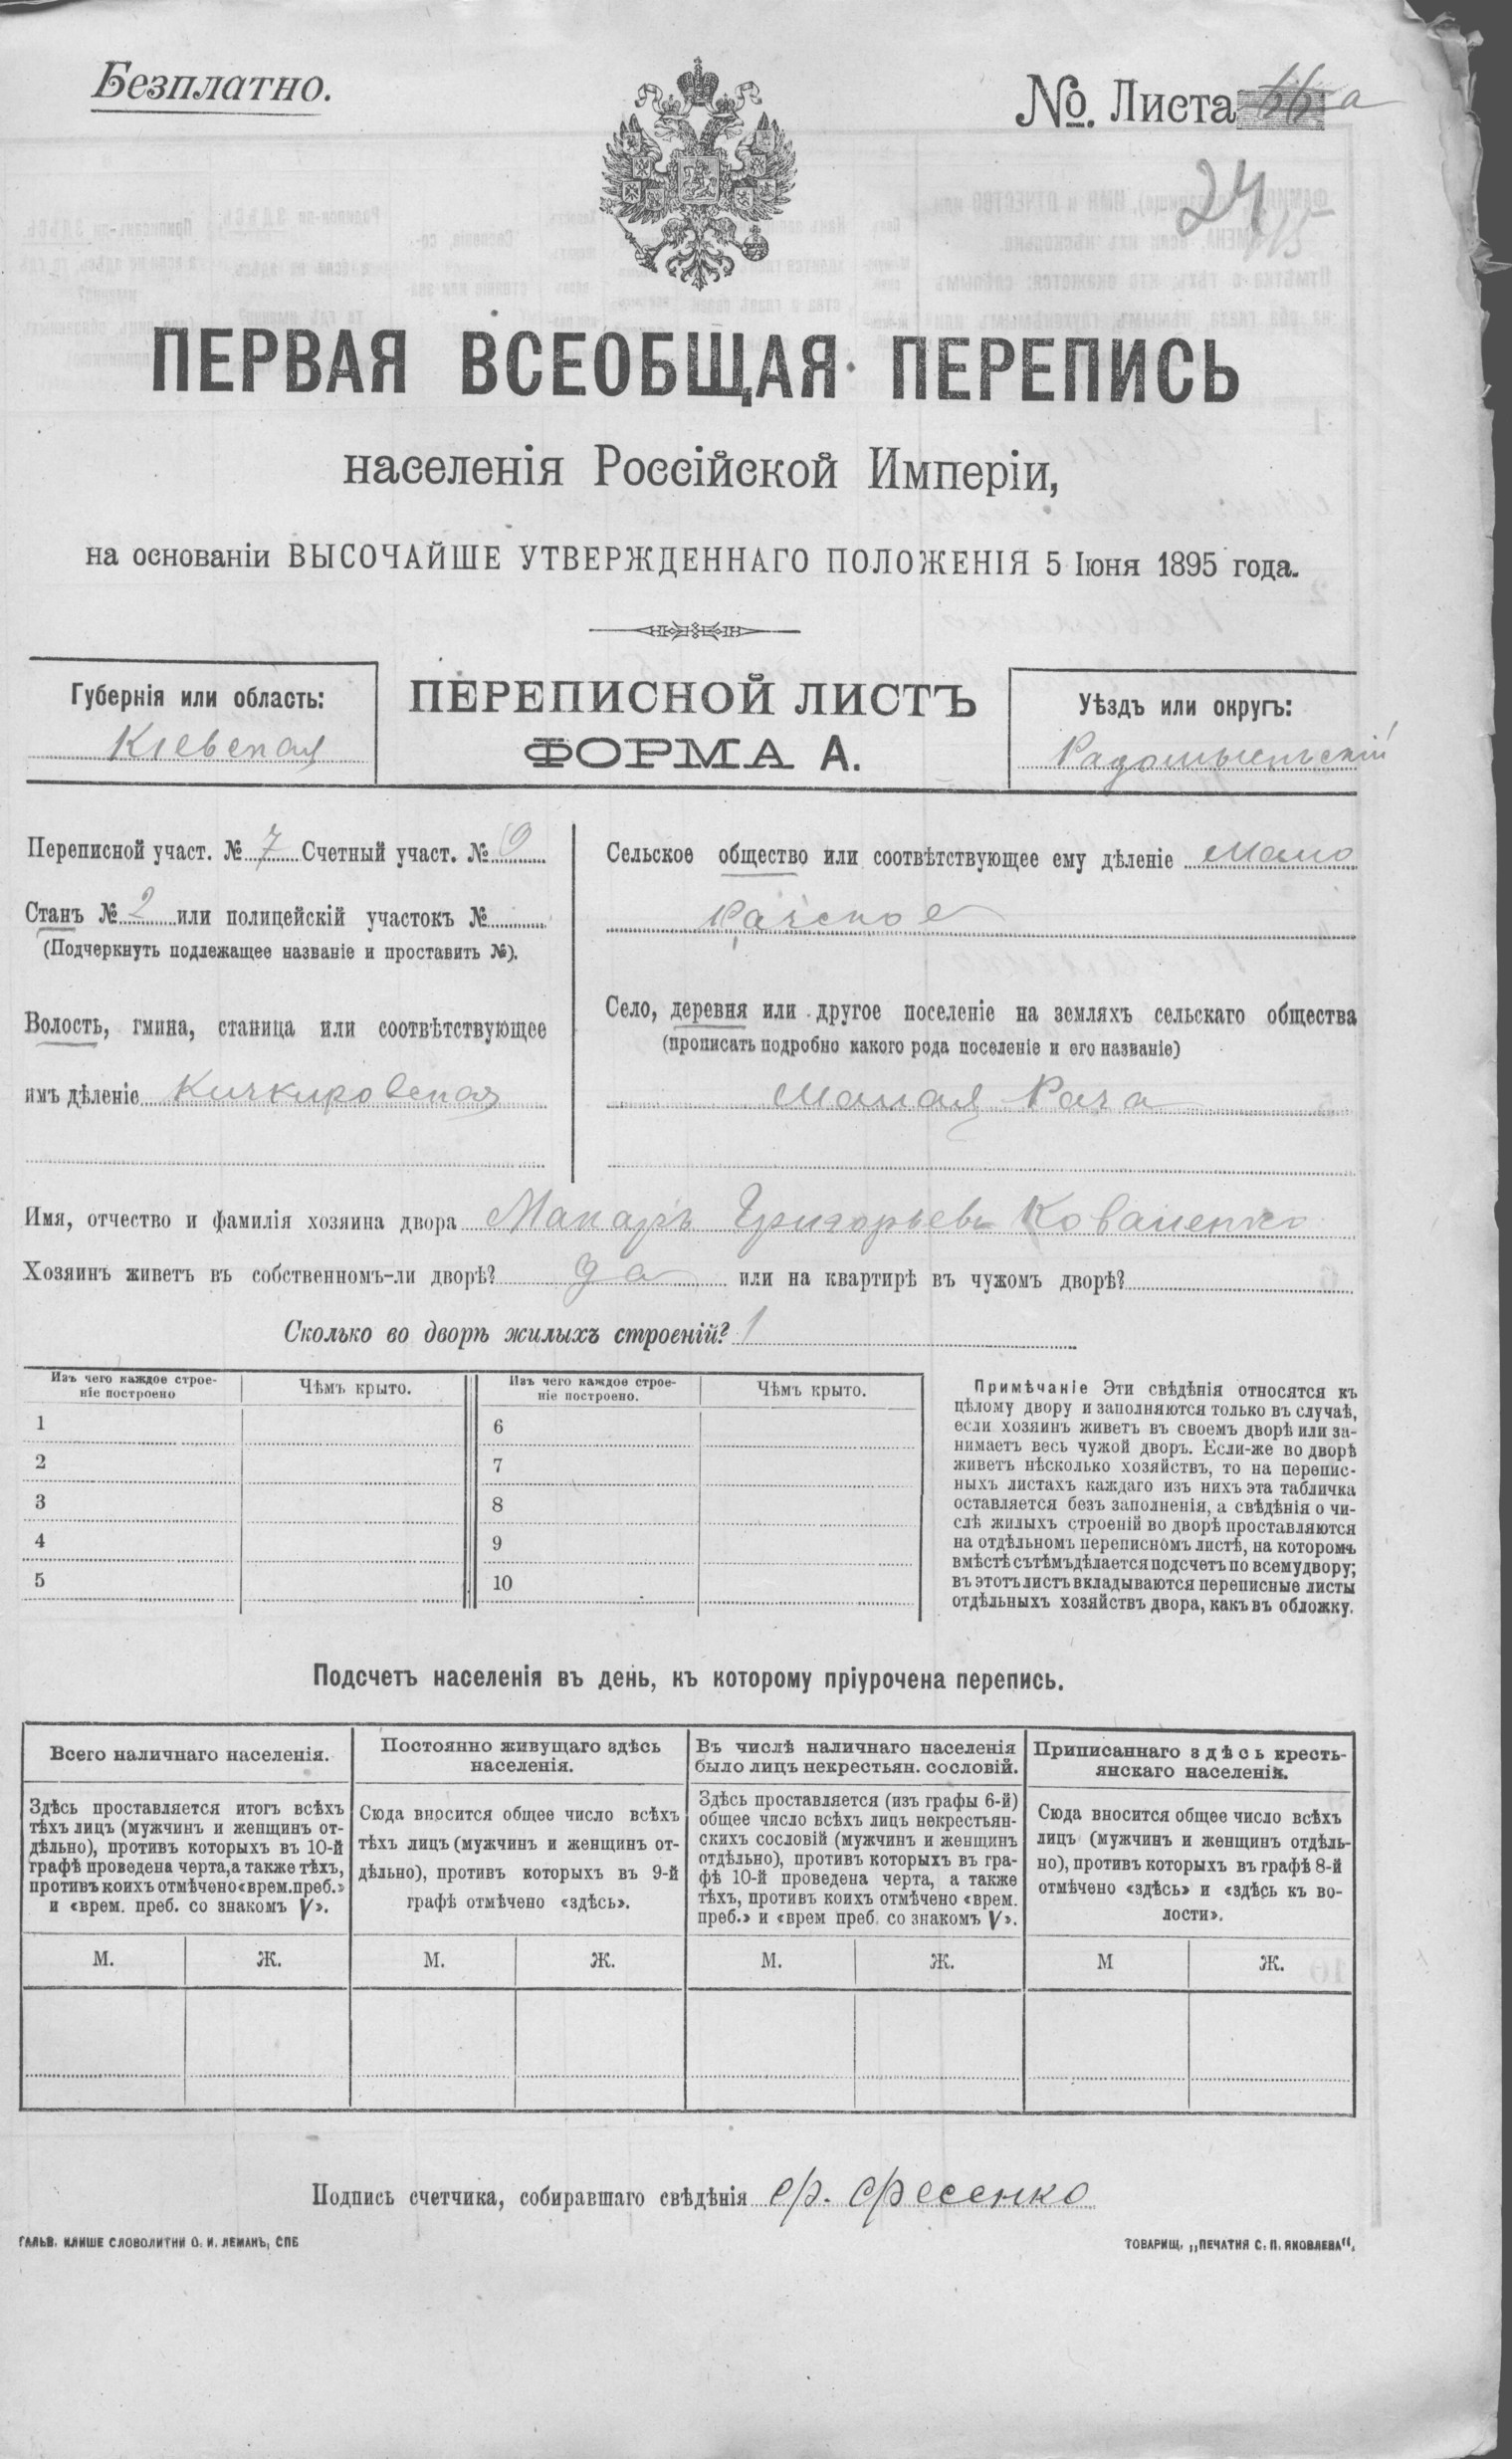 Безплатно.
№. Листа 66 а
24
ПЕРВАЯ ВСЕОБЩАЯ ПЕРЕПИСЬ
населенія Россійской Имперіи,
на основаніи ВЫСОЧАЙШЕ УТВЕРЖДЕННАГО ПОЛОЖЕНІЯ 5 Іюня 1895 года.
Губернія или область:
Кіевская
ПЕРЕПИСНОЙ ЛИСТЪ
ФОРМА А.
Уѣздъ или округъ:
Радомысльскій
Переписной участ. № 7 Счетный участ. № 9
Станъ № 2 или полицейскій участокъ №
(Подчеркнуть подлежащее названіе и проставить №).
Волость, гмина, станица или соотвѣтствующее
имъ дѣленіе Кичкировская
Сельское общество или соотвѣтствующее ему дѣленіе Мало
Рачское
Село, деревня или другое поселеніе на земляхъ сельскаго общества
(прописать подробно какого рода поселеніе и его названіе)
Малая Рача
Имя, отчество и фамилія хозяина двора Макаръ Григорьевъ Коваленко
Хозяинъ живетъ въ собственномъ-ли дворѣ? да или на квартирѣ въ чужомъ дворѣ?
Сколько во дворѣ жилыхъ строеній? 1
Изъ чего каждое строе-
ніе построено
Чѣмъ крыто.
Изъ чего каждое строе-
ніе построено.
Чѣмъ крыто.
1 6
2 7
3 8
4 9
5 10
Примѣчаніе Эти свѣдѣнія относятся къ
цѣлому двору и заполняются только въ случаѣ,
если хозяинъ живетъ въ своемъ дворѣ или за-
нимаетъ весь чужой дворъ. Если-же во дворѣ
живетъ нѣсколько хозяйствъ, то на перепис-
ныхъ листахъ каждаго изъ нихъ эта табличка
оставляется безъ заполненія, а свѣдѣнія о чи-
слѣ жилыхъ строеній во дворѣ проставляются
на отдѣльномъ переписномъ листѣ, на которомъ
вмѣстѣ съ тѣмъ дѣлается подсчетъ по всему двору;
въ этотъ листъ вкладываются переписные листы
отдѣльныхъ хозяйствъ двора, какъ въ обложку.
Подсчетъ населенія въ день, къ которому пріурочена перепись.
Всего наличнаго населенія.
Здѣсь проставляется итогъ всѣхъ
тѣхъ лицъ (мужчинъ и женщинъ от-
дѣльно), противъ которыхъ въ 10-й
графѣ проведена черта, а также тѣхъ,
противъ коихъ отмѣчено «врем. преб.»
и «врем. преб. со знакомъ V».
М. Ж.
Постоянно живущаго здѣсь
населенія.
Сюда вносится общее число всѣхъ
тѣхъ лицъ (мужчинъ и женщинъ от-
дѣльно), противъ которыхъ въ 9-й
графѣ отмѣчено «здѣсь».
М. Ж.
Въ числѣ наличнаго населенія
было лицъ некрестьян. сословій.
Здѣсь проставляется (изъ графы 6-й)
общее число всѣхъ лицъ некрестьян-
скихъ сословій (мужчинъ и женщинъ
отдѣльно), противъ которыхъ въ гра-
фѣ 10-й проведена черта, а также
тѣхъ, противъ коихъ отмѣчено «врем.
преб.» и «врем преб. со знакомъ V».
М. Ж.
Приписаннаго здѣсь кресть-
янскаго населенія.
Сюда вносится общее число всѣхъ
лицъ (мужчинъ и женщинъ отдѣль-
но), противъ которыхъ въ графѣ 8-й
отмѣчено «здѣсь» и «здѣсь къ во-
лости».
М Ж.
Подпись счетчика, собиравшаго свѣдѣнія Ф. Фесенко
ГАЛЬВ. КЛИШЕ СЛОВОЛИТНИ О. И. ЛЕМАНЪ, СПБ
ТОВАРИЩ. „ПЕЧАТНЯ С. П. ЯКОВЛЕВА".